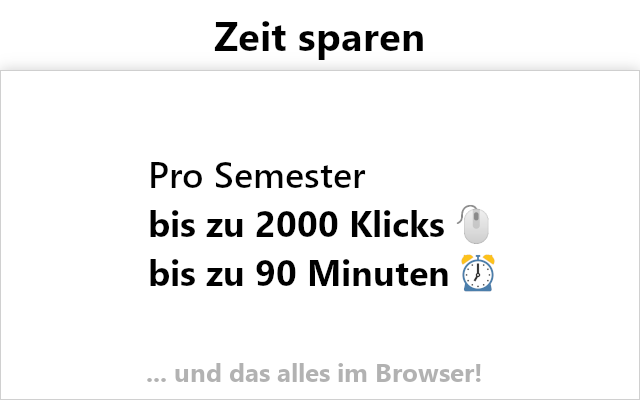 Zeit sparen
Pro Semester
bis zu 2000 Klicks 🖱️
bis zu 90 Minuten ⏰
... und das alles im Browser!